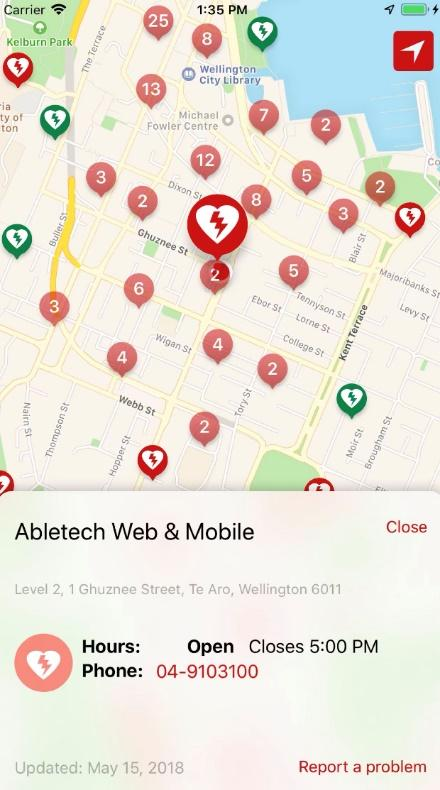 Carrier 1:35 PM
25
8
Kelburn Park
The Terrace
Wellington
City Library
13
Michael
Fowler Centre
7
2
12
3
5
2
Dixon St
2
8
3
Buller St
Ghuznee St
Blair St
2
5
Majoribanks St
6
3
Ebor St
Tennyson St
Levy St
Lorne St
Kent Terrace
Wigan St
4
College St
4
2
Webb St
Tory St
2
Nairn St
Thompson St
Hopper St
Moir St
Brougham St
Abletech Web & Mobile
Close
Level 2, 1 Ghuznee Street, Te Aro, Wellington 6011
Hours: Open Closes 5:00 PM
Phone: 04-9103100
Updated: May 15, 2018
Report a problem